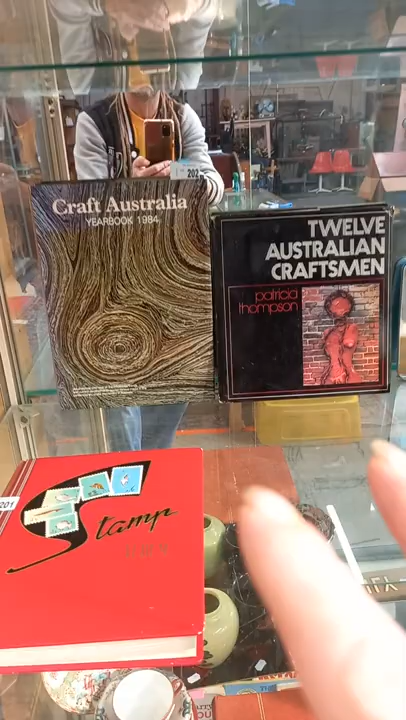 202
Craft Australia
YEARBOOK 1984
TWELVE
AUSTRALIAN
CRAFTSMEN
patricia
thompson
201
Stamp